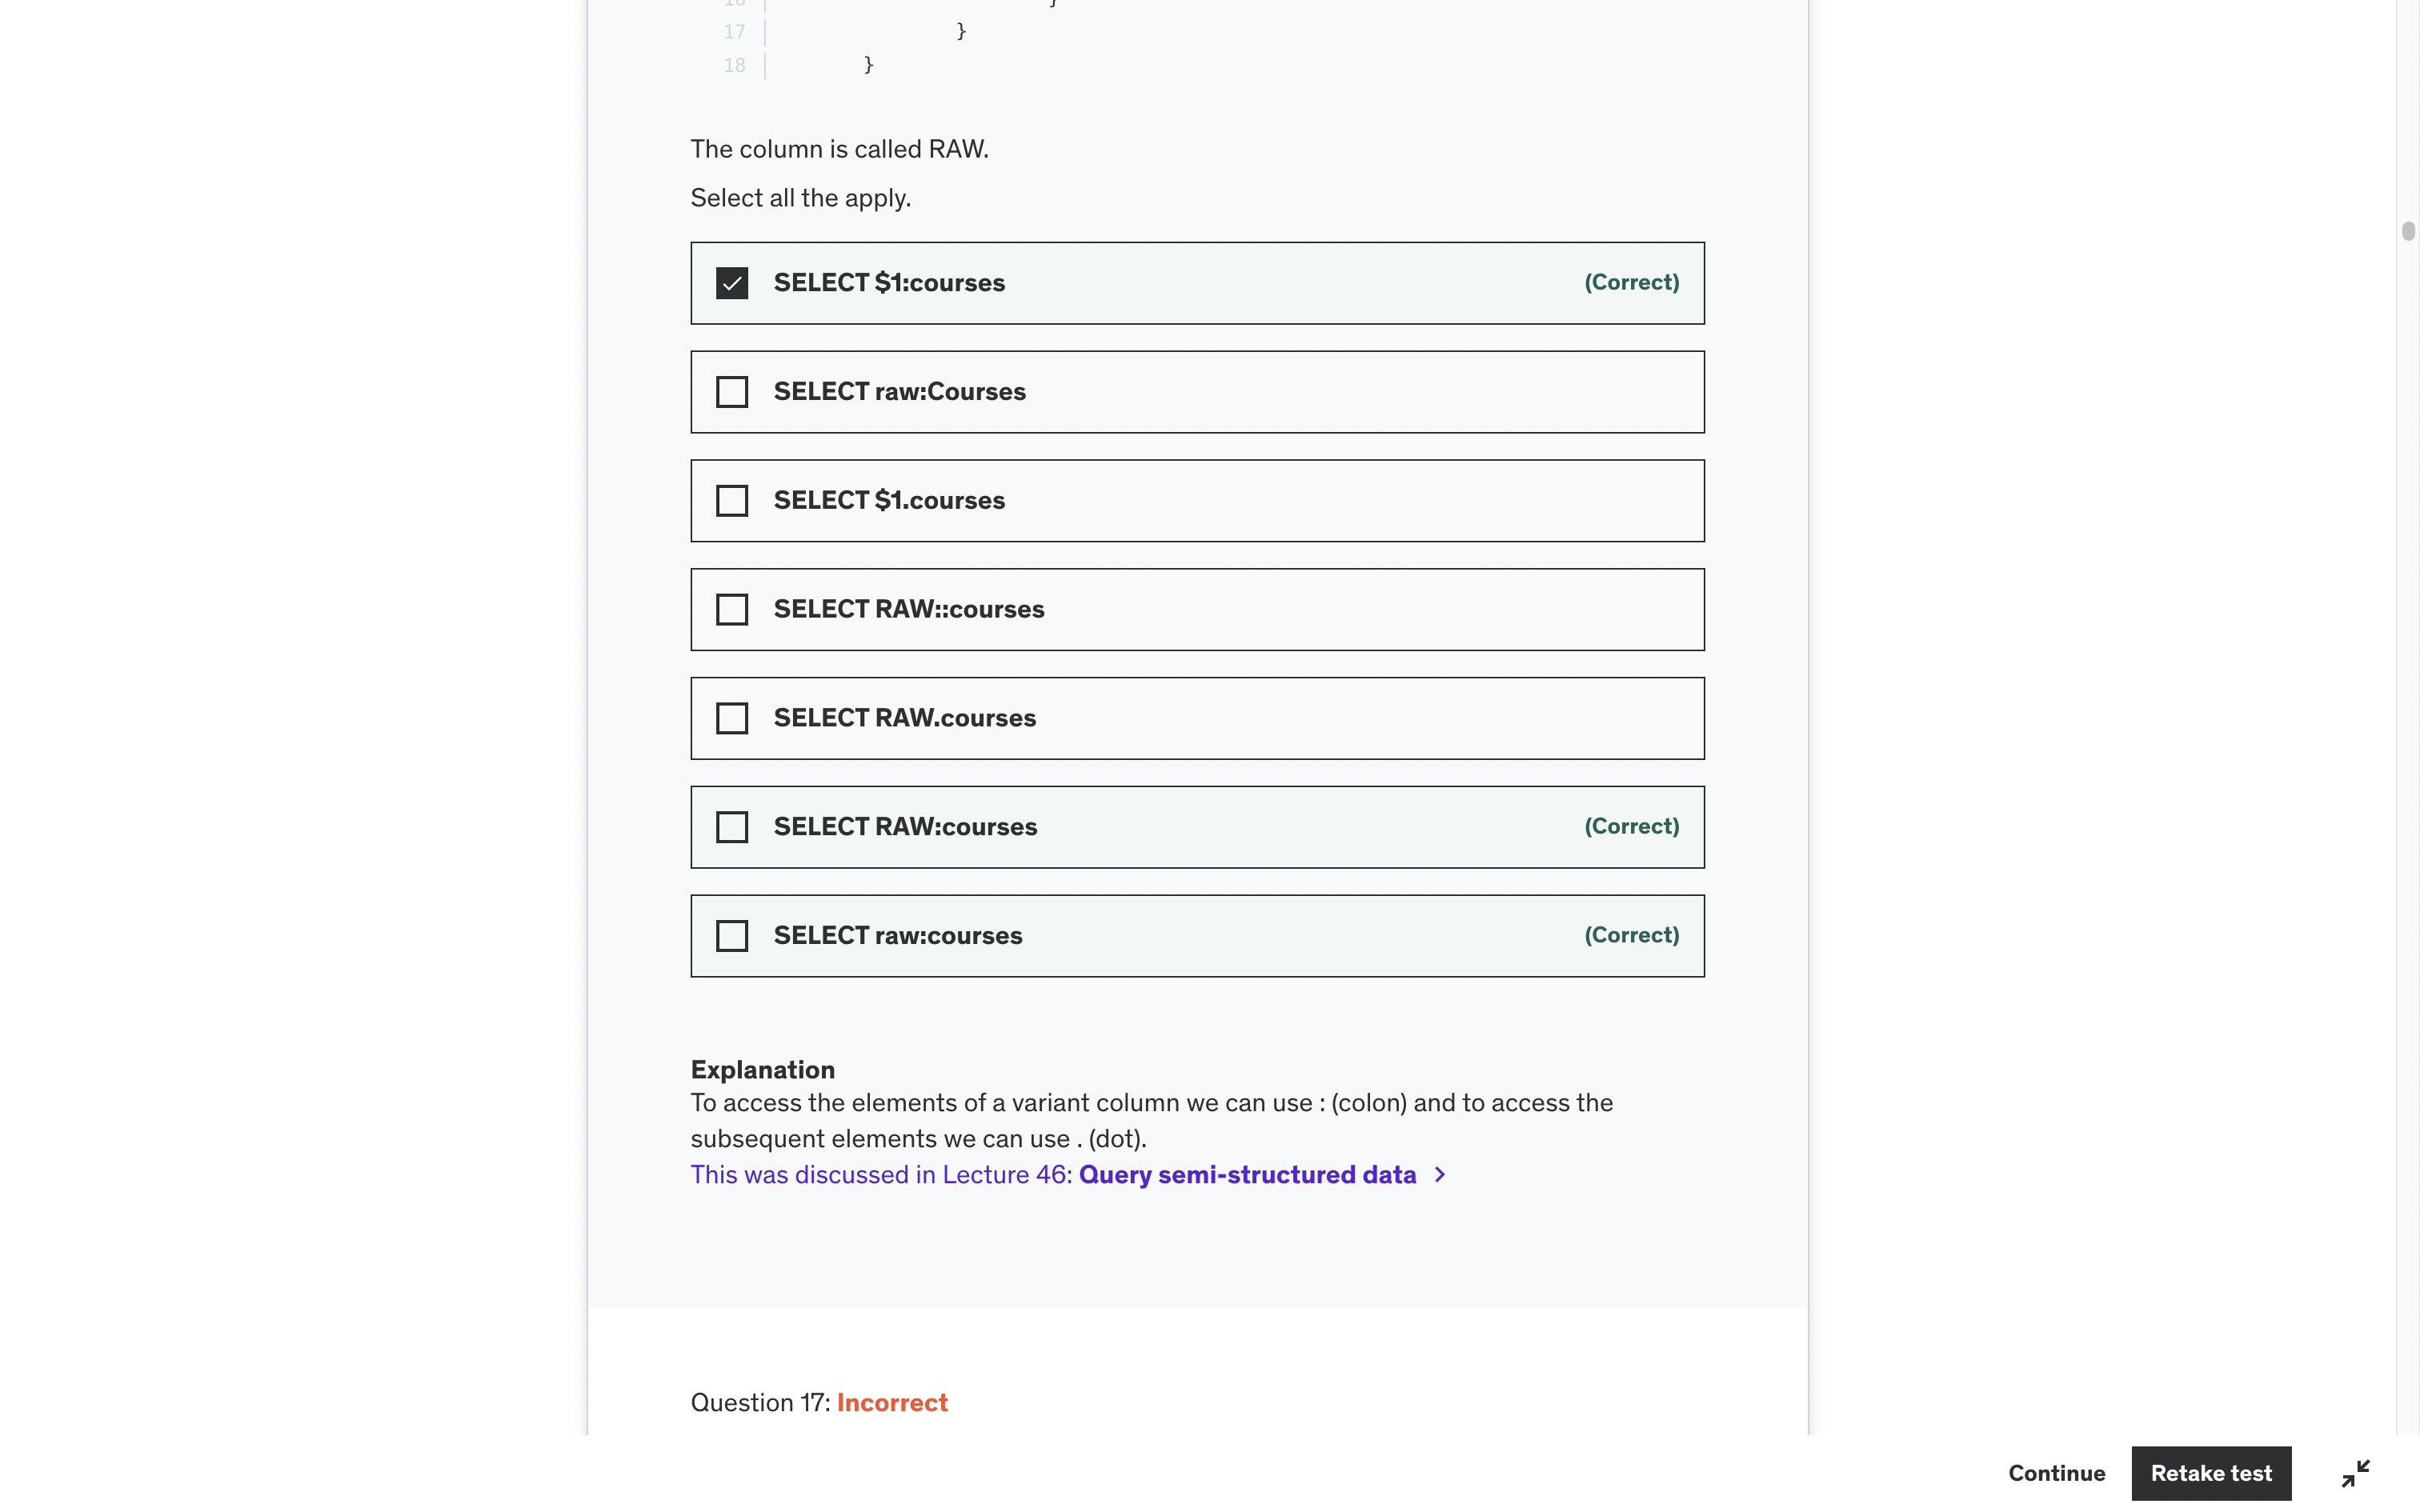 16 }
17 }
18 }
The column is called RAW.
Select all the apply.
SELECT $1:courses (Correct)
SELECT raw:Courses
SELECT $1.courses
SELECT RAW::courses
SELECT RAW.courses
SELECT RAW:courses (Correct)
SELECT raw:courses (Correct)
Explanation
To access the elements of a variant column we can use : (colon) and to access the
subsequent elements we can use . (dot).
This was discussed in Lecture 46: Query semi-structured data >
Question 17: Incorrect
Continue Retake test